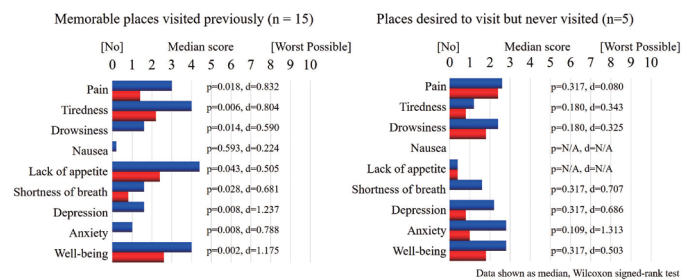 Memorable places visited previously (n = 15)
[No] Median score [Worst Possible]
0 1 2 3 4 5 6 7 8 9 10
Pain p=0.018, d=0.832
Tiredness p=0.006, d=0.804
Drowsiness p=0.014, d=0.590
Nausea p=0.593, d=0.224
Lack of appetite p=0.043, d=0.505
Shortness of breath p=0.028, d=0.681
Depression p=0.008, d=1.237
Anxiety p=0.008, d=0.788
Well-being p=0.002, d=1.175
Places desired to visit but never visited (n=5)
[No] Median score [Worst Possible]
0 1 2 3 4 5 6 7 8 9 10
Pain p=0.317, d=0.080
Tiredness p=0.180, d=0.343
Drowsiness p=0.180, d=0.325
Nausea p=N/A, d=N/A
Lack of appetite p=N/A, d=N/A
Shortness of breath p=0.317, d=0.707
Depression p=0.317, d=0.686
Anxiety p=0.109, d=1.313
Well-being p=0.317, d=0.503
Data shown as median, Wilcoxon signed-rank test